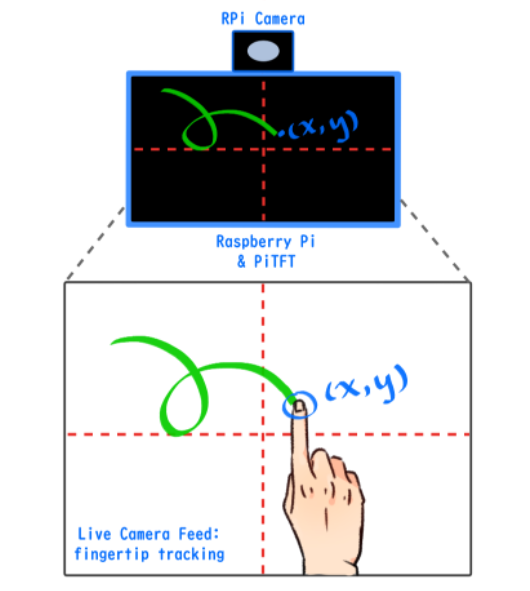 RPi Camera
(x,y)
Raspberry Pi
& PiTFT
(x,y)
Live Camera Feed:
fingertip tracking